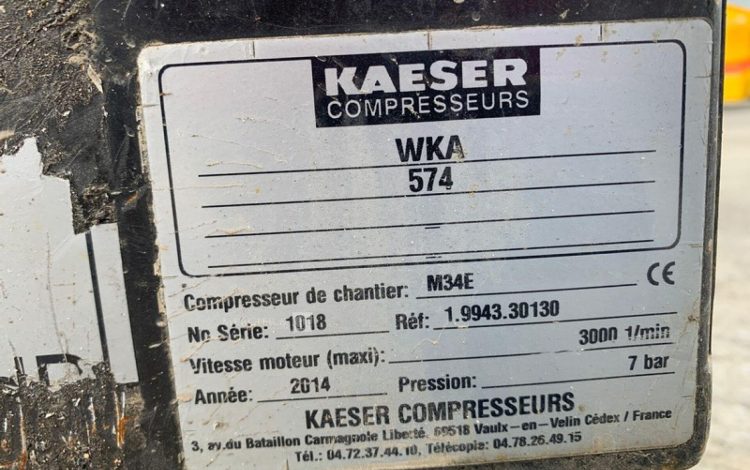 KAESER
COMPRESSEURS
WKA
574
Compresseur de chantier: M34E CE
No Série: 1018 Réf: 1.9943.30130
Vitesse moteur (maxi): 3000 1/min
Année: 2014 Pression: 7 bar
KAESER COMPRESSEURS
3, av.du Bataillon Carmagnole Liberté. 69518 Vaulx-en-Velin Cédex / France
Tél.: 04.72.37.44.10, Télécopie: 04.78.26.49.15